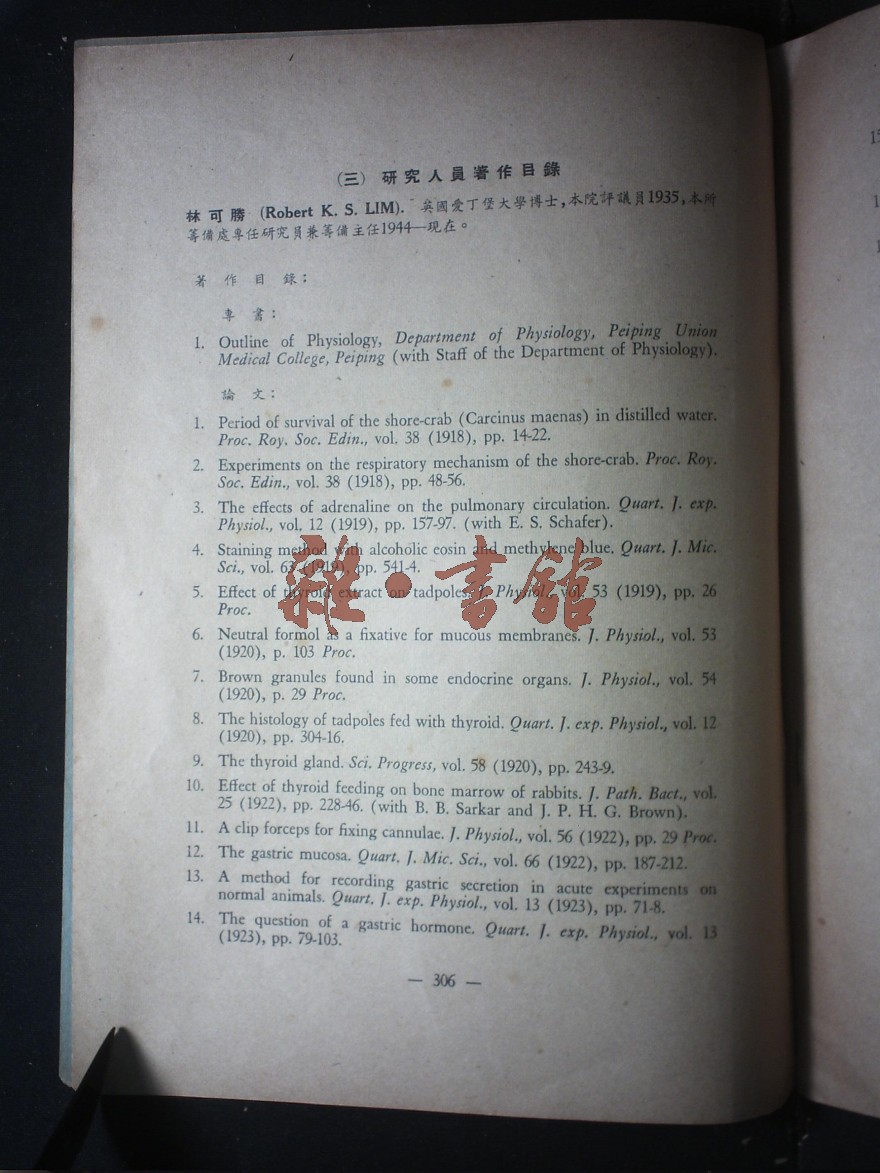 (三) 研究人員著作目錄
林可勝 (Robert K. S. LIM). 英國愛丁堡大學博士,本院評議員1935,本所
籌備處專任研究員兼籌備主任1944—現在。
著作目錄:
專書:
1. Outline of Physiology, Department of Physiology, Peiping Union
Medical College, Peiping (with Staff of the Department of Physiology).
論文:
1. Period of survival of the shore-crab (Carcinus maenas) in distilled water.
Proc. Roy. Soc. Edin., vol. 38 (1918), pp. 14-22.
2. Experiments on the respiratory mechanism of the shore-crab. Proc. Roy.
Soc. Edin., vol. 38 (1918), pp. 48-56.
3. The effects of adrenaline on the pulmonary circulation. Quart. J. exp.
Physiol., vol. 12 (1919), pp. 157-97. (with E. S. Schafer).
4. Staining method with alcoholic eosin and methylene blue. Quart. J. Mic.
Sci., vol. 63 (1919), pp. 541-4.
5. Effect of thyroid extract on tadpoles. J. Physiol., vol. 53 (1919), pp. 26
Proc.
6. Neutral formol as a fixative for mucous membranes. J. Physiol., vol. 53
(1920), p. 103 Proc.
7. Brown granules found in some endocrine organs. J. Physiol., vol. 54
(1920), p. 29 Proc.
8. The histology of tadpoles fed with thyroid. Quart. J. exp. Physiol., vol. 12
(1920), pp. 304-16.
9. The thyroid gland. Sci. Progress, vol. 58 (1920), pp. 243-9.
10. Effect of thyroid feeding on bone marrow of rabbits. J. Path. Bact., vol.
25 (1922), pp. 228-46. (with B. B. Sarkar and J. P. H. G. Brown).
11. A clip forceps for fixing cannulae. J. Physiol., vol. 56 (1922), pp. 29 Proc.
12. The gastric mucosa. Quart. J. Mic. Sci., vol. 66 (1922), pp. 187-212.
13. A method for recording gastric secretion in acute experiments on
normal animals. Quart. J. exp. Physiol., vol. 13 (1923), pp. 71-8.
14. The question of a gastric hormone. Quart. J. exp. Physiol., vol. 13
(1923), pp. 79-103.
— 306 —
雜·書館